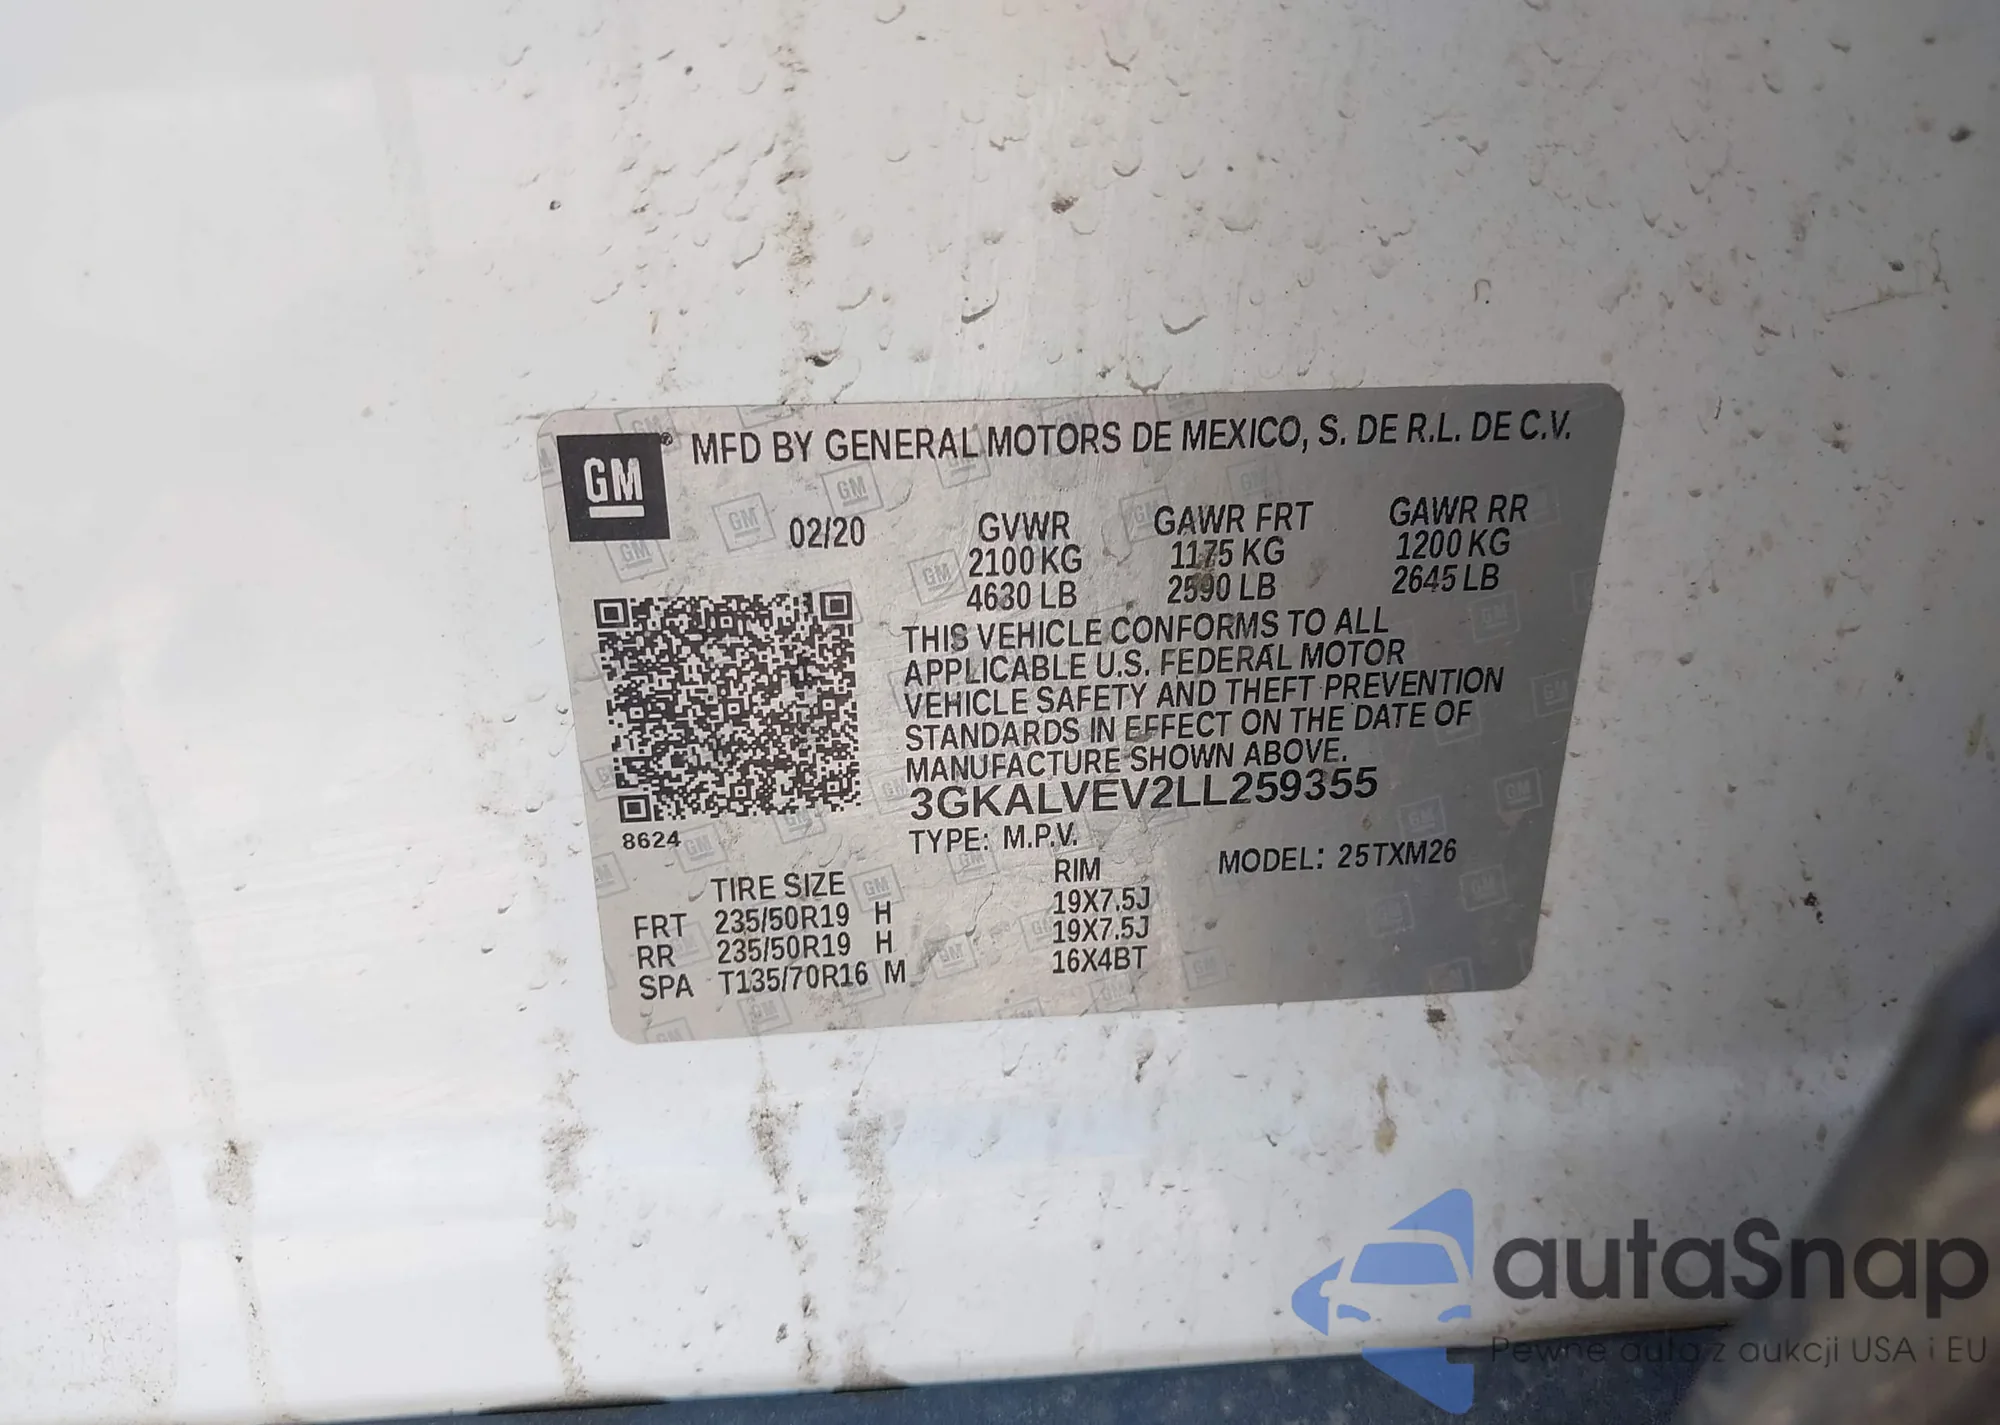 GM ® MFD BY GENERAL MOTORS DE MEXICO, S. DE R.L. DE C.V.
02/20 GVWR GAWR FRT GAWR RR
2100 KG 1175 KG 1200 KG
4630 LB 2590 LB 2645 LB
THIS VEHICLE CONFORMS TO ALL
APPLICABLE U.S. FEDERAL MOTOR
VEHICLE SAFETY AND THEFT PREVENTION
STANDARDS IN EFFECT ON THE DATE OF
MANUFACTURE SHOWN ABOVE.
3GKALVEV2LL259355
8624 TYPE: M.P.V. MODEL: 25TXM26
TIRE SIZE RIM
FRT 235/50R19 H 19X7.5J
RR 235/50R19 H 19X7.5J
SPA T135/70R16 M 16X4BT
autaSnap
Pewne auta z aukcji USA i EU